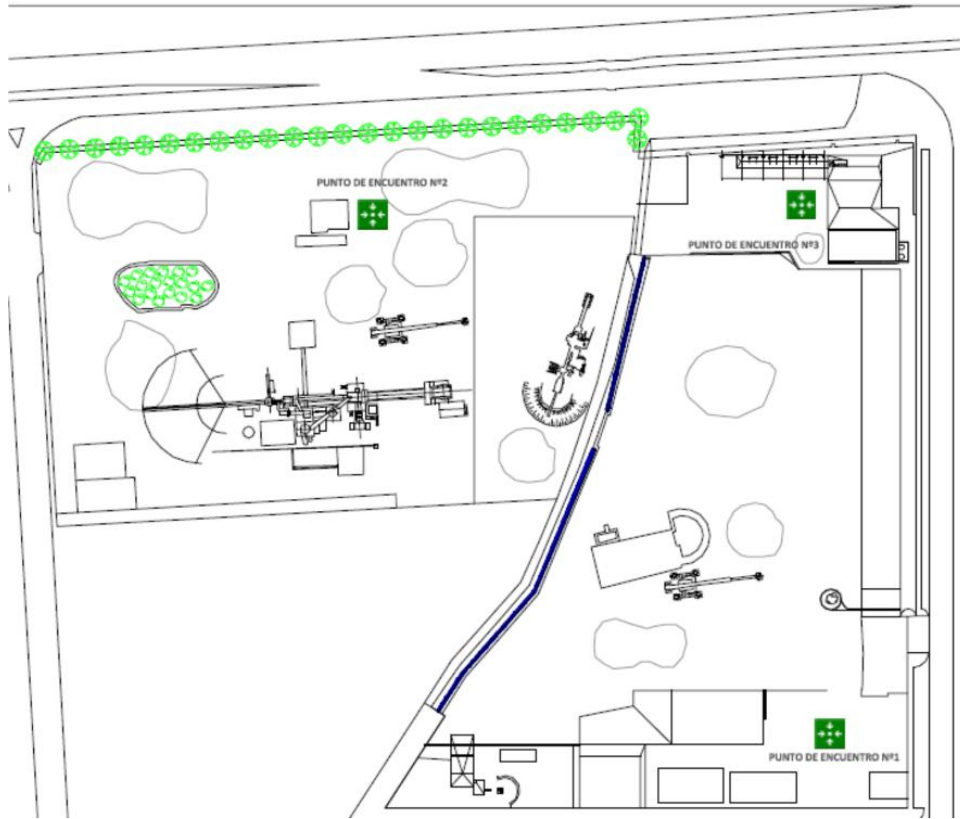 PUNTO DE ENCUENTRO Nº2
PUNTO DE ENCUENTRO Nº3
PUNTO DE ENCUENTRO Nº1